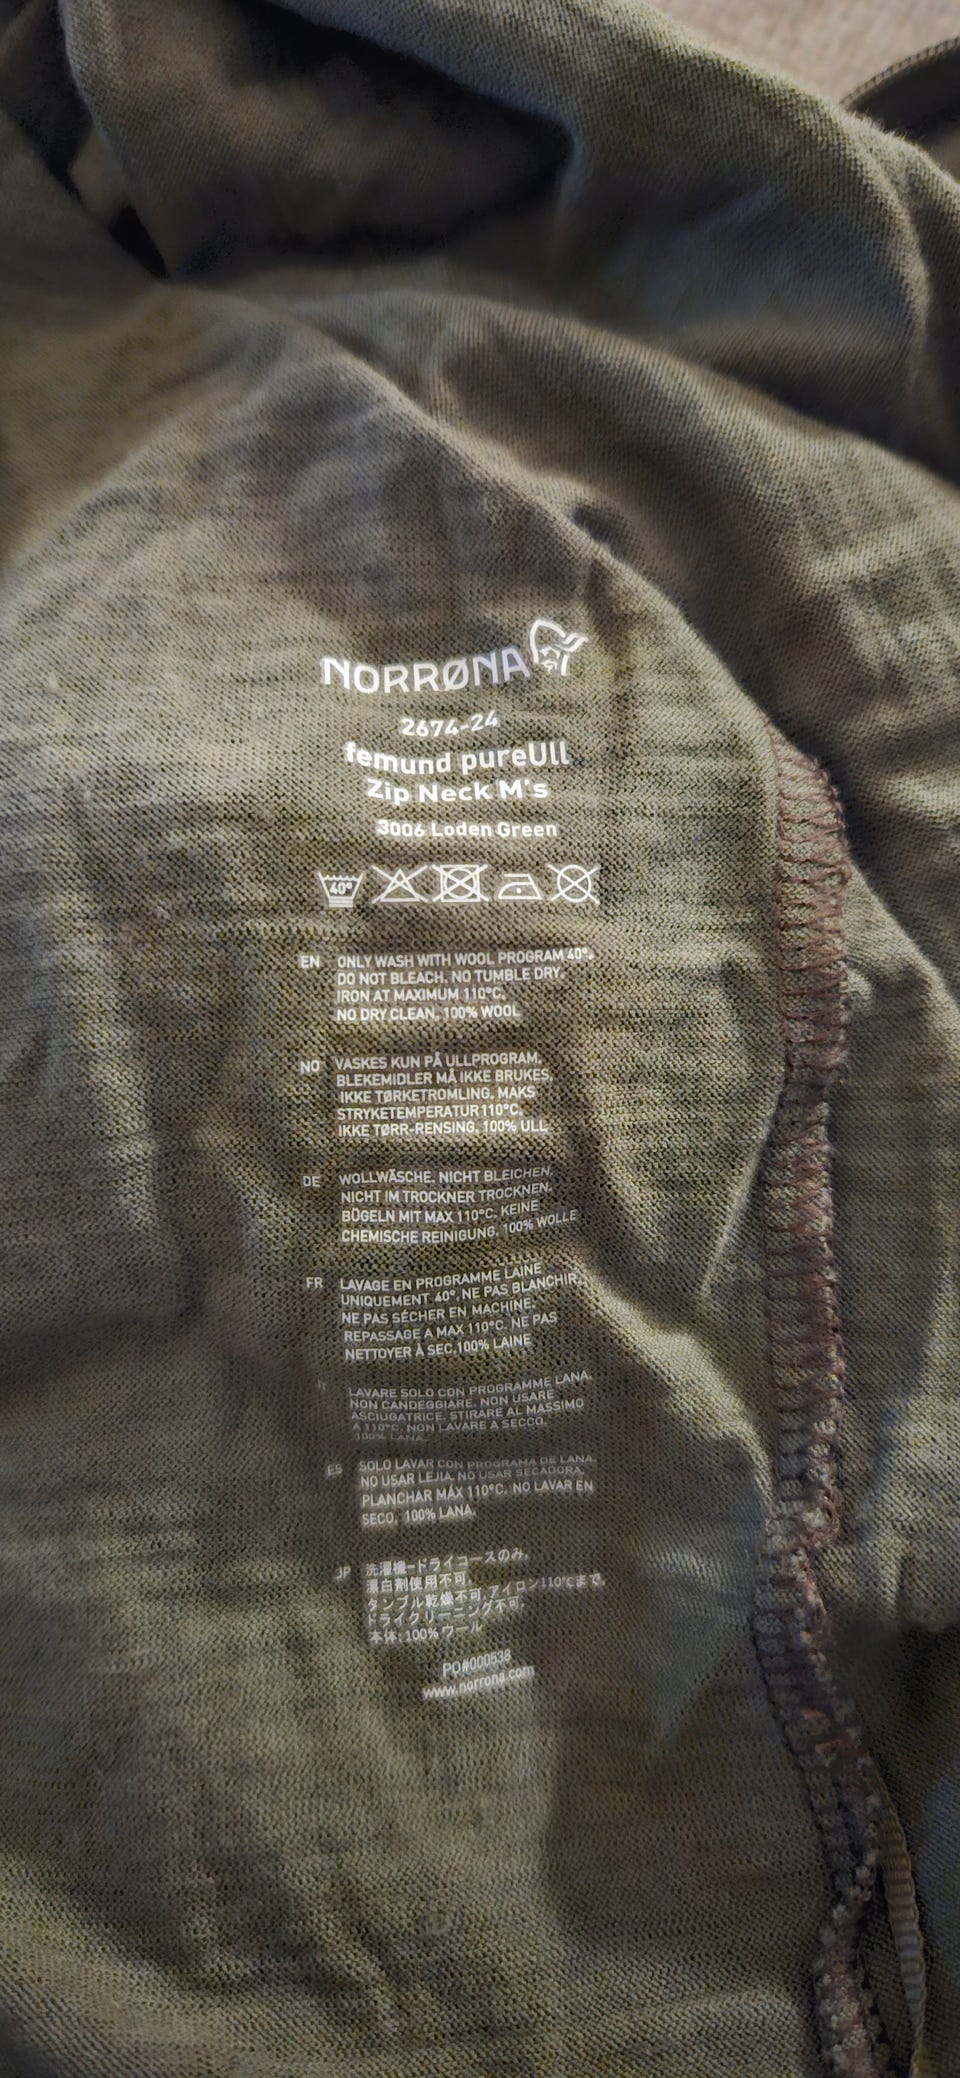 NORRØNA
2674-24
femund pureUll
Zip Neck M's
3006 Loden Green
40°
EN ONLY WASH WITH WOOL PROGRAM 40°.
DO NOT BLEACH. NO TUMBLE DRY.
IRON AT MAXIMUM 110°C.
NO DRY CLEAN. 100% WOOL
NO VASKES KUN PÅ ULLPROGRAM.
BLEKEMIDLER MÅ IKKE BRUKES.
IKKE TØRKETROMLING. MAKS
STRYKETEMPERATUR 110°C.
IKKE TØRR-RENSING. 100% ULL
DE WOLLWÄSCHE. NICHT BLEICHEN.
NICHT IM TROCKNER TROCKNEN.
BÜGELN MIT MAX 110°C. KEINE
CHEMISCHE REINIGUNG. 100% WOLLE
FR LAVAGE EN PROGRAMME LAINE
UNIQUEMENT 40°. NE PAS BLANCHIR.
NE PAS SÉCHER EN MACHINE.
REPASSAGE A MAX 110°C. NE PAS
NETTOYER À SEC.100% LAINE
IT LAVARE SOLO CON PROGRAMME LANA.
NON CANDEGGIARE. NON USARE
ASCIUGATRICE. STIRARE AL MASSIMO
A 110°C. NON LAVARE A SECCO.
100% LANA.
ES SOLO LAVAR CON PROGRAMA DE LANA.
NO USAR LEJIA. NO USAR SECADORA.
PLANCHAR MÁX 110°C. NO LAVAR EN
SECO. 100% LANA.
JP 洗濯機-ドライコースのみ.
漂白剤使用不可.
タンブル乾燥不可.アイロン110℃まで.
ドライクリーニング不可.
本体:100% ウール
PO#000538
www.norrona.com